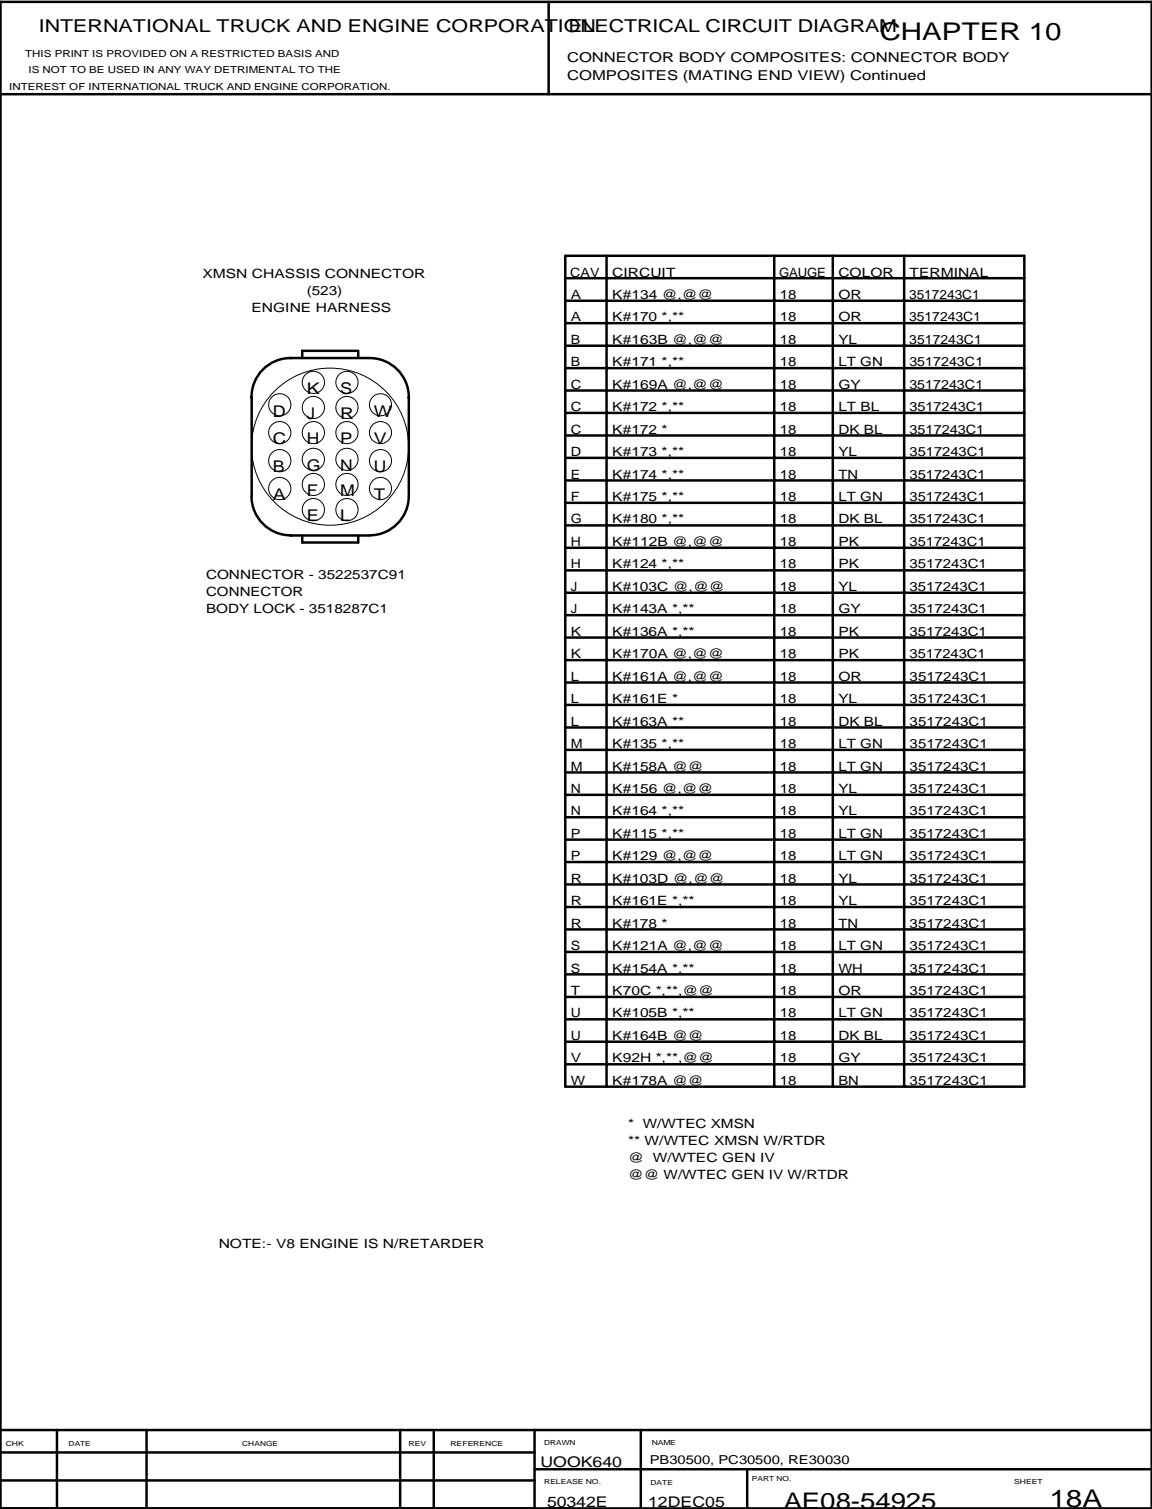 INTERNATIONAL TRUCK AND ENGINE CORPORATION
THIS PRINT IS PROVIDED ON A RESTRICTED BASIS AND
IS NOT TO BE USED IN ANY WAY DETRIMENTAL TO THE
INTEREST OF INTERNATIONAL TRUCK AND ENGINE CORPORATION.
ELECTRICAL CIRCUIT DIAGRAM
CHAPTER 10
CONNECTOR BODY COMPOSITES: CONNECTOR BODY
COMPOSITES (MATING END VIEW) Continued
XMSN CHASSIS CONNECTOR
(523)
ENGINE HARNESS
K S
D J R W
C H P V
B G N U
A F M T
E L
CONNECTOR - 3522537C91
CONNECTOR
BODY LOCK - 3518287C1
CAV CIRCUIT GAUGE COLOR TERMINAL
A K#134 @,@@ 18 OR 3517243C1
A K#170 *,** 18 OR 3517243C1
B K#163B @,@@ 18 YL 3517243C1
B K#171 *,** 18 LT GN 3517243C1
C K#169A @,@@ 18 GY 3517243C1
C K#172 *,** 18 LT BL 3517243C1
C K#172 * 18 DK BL 3517243C1
D K#173 *,** 18 YL 3517243C1
E K#174 *,** 18 TN 3517243C1
F K#175 *,** 18 LT GN 3517243C1
G K#180 *,** 18 DK BL 3517243C1
H K#112B @,@@ 18 PK 3517243C1
H K#124 *,** 18 PK 3517243C1
J K#103C @,@@ 18 YL 3517243C1
J K#143A *,** 18 GY 3517243C1
K K#136A *,** 18 PK 3517243C1
K K#170A @,@@ 18 PK 3517243C1
L K#161A @,@@ 18 OR 3517243C1
L K#161E * 18 YL 3517243C1
L K#163A ** 18 DK BL 3517243C1
M K#135 *,** 18 LT GN 3517243C1
M K#158A @@ 18 LT GN 3517243C1
N K#156 @,@@ 18 YL 3517243C1
N K#164 *,** 18 YL 3517243C1
P K#115 *,** 18 LT GN 3517243C1
P K#129 @,@@ 18 LT GN 3517243C1
R K#103D @,@@ 18 YL 3517243C1
R K#161E *,** 18 YL 3517243C1
R K#178 * 18 TN 3517243C1
S K#121A @,@@ 18 LT GN 3517243C1
S K#154A *,** 18 WH 3517243C1
T K70C *,**,@@ 18 OR 3517243C1
U K#105B *,** 18 LT GN 3517243C1
U K#164B @@ 18 DK BL 3517243C1
V K92H *,**,@@ 18 GY 3517243C1
W K#178A @@ 18 BN 3517243C1
* W/WTEC XMSN
** W/WTEC XMSN W/RTDR
@ W/WTEC GEN IV
@@ W/WTEC GEN IV W/RTDR
NOTE:- V8 ENGINE IS N/RETARDER
CHK DATE CHANGE REV REFERENCE DRAWN NAME
UOOK640 PB30500, PC30500, RE30030
RELEASE NO. DATE PART NO. SHEET
50342E 12DEC05 AE08-54925 18A